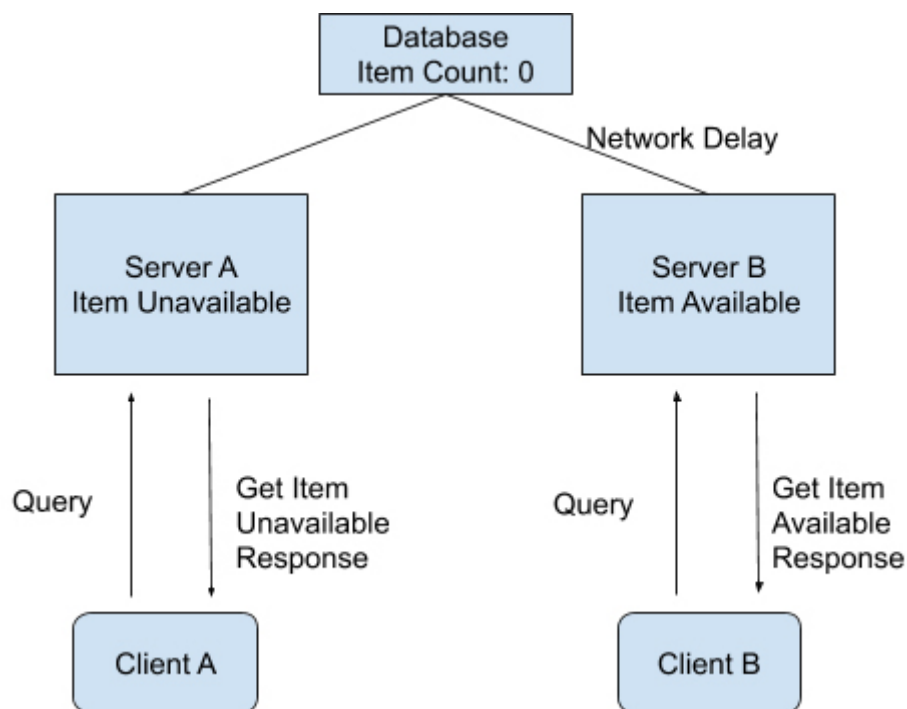 Database
Item Count: 0
Network Delay
Server A
Item Unavailable
Server B
Item Available
Query
Get Item
Unavailable
Response
Query
Get Item
Available
Response
Client A
Client B